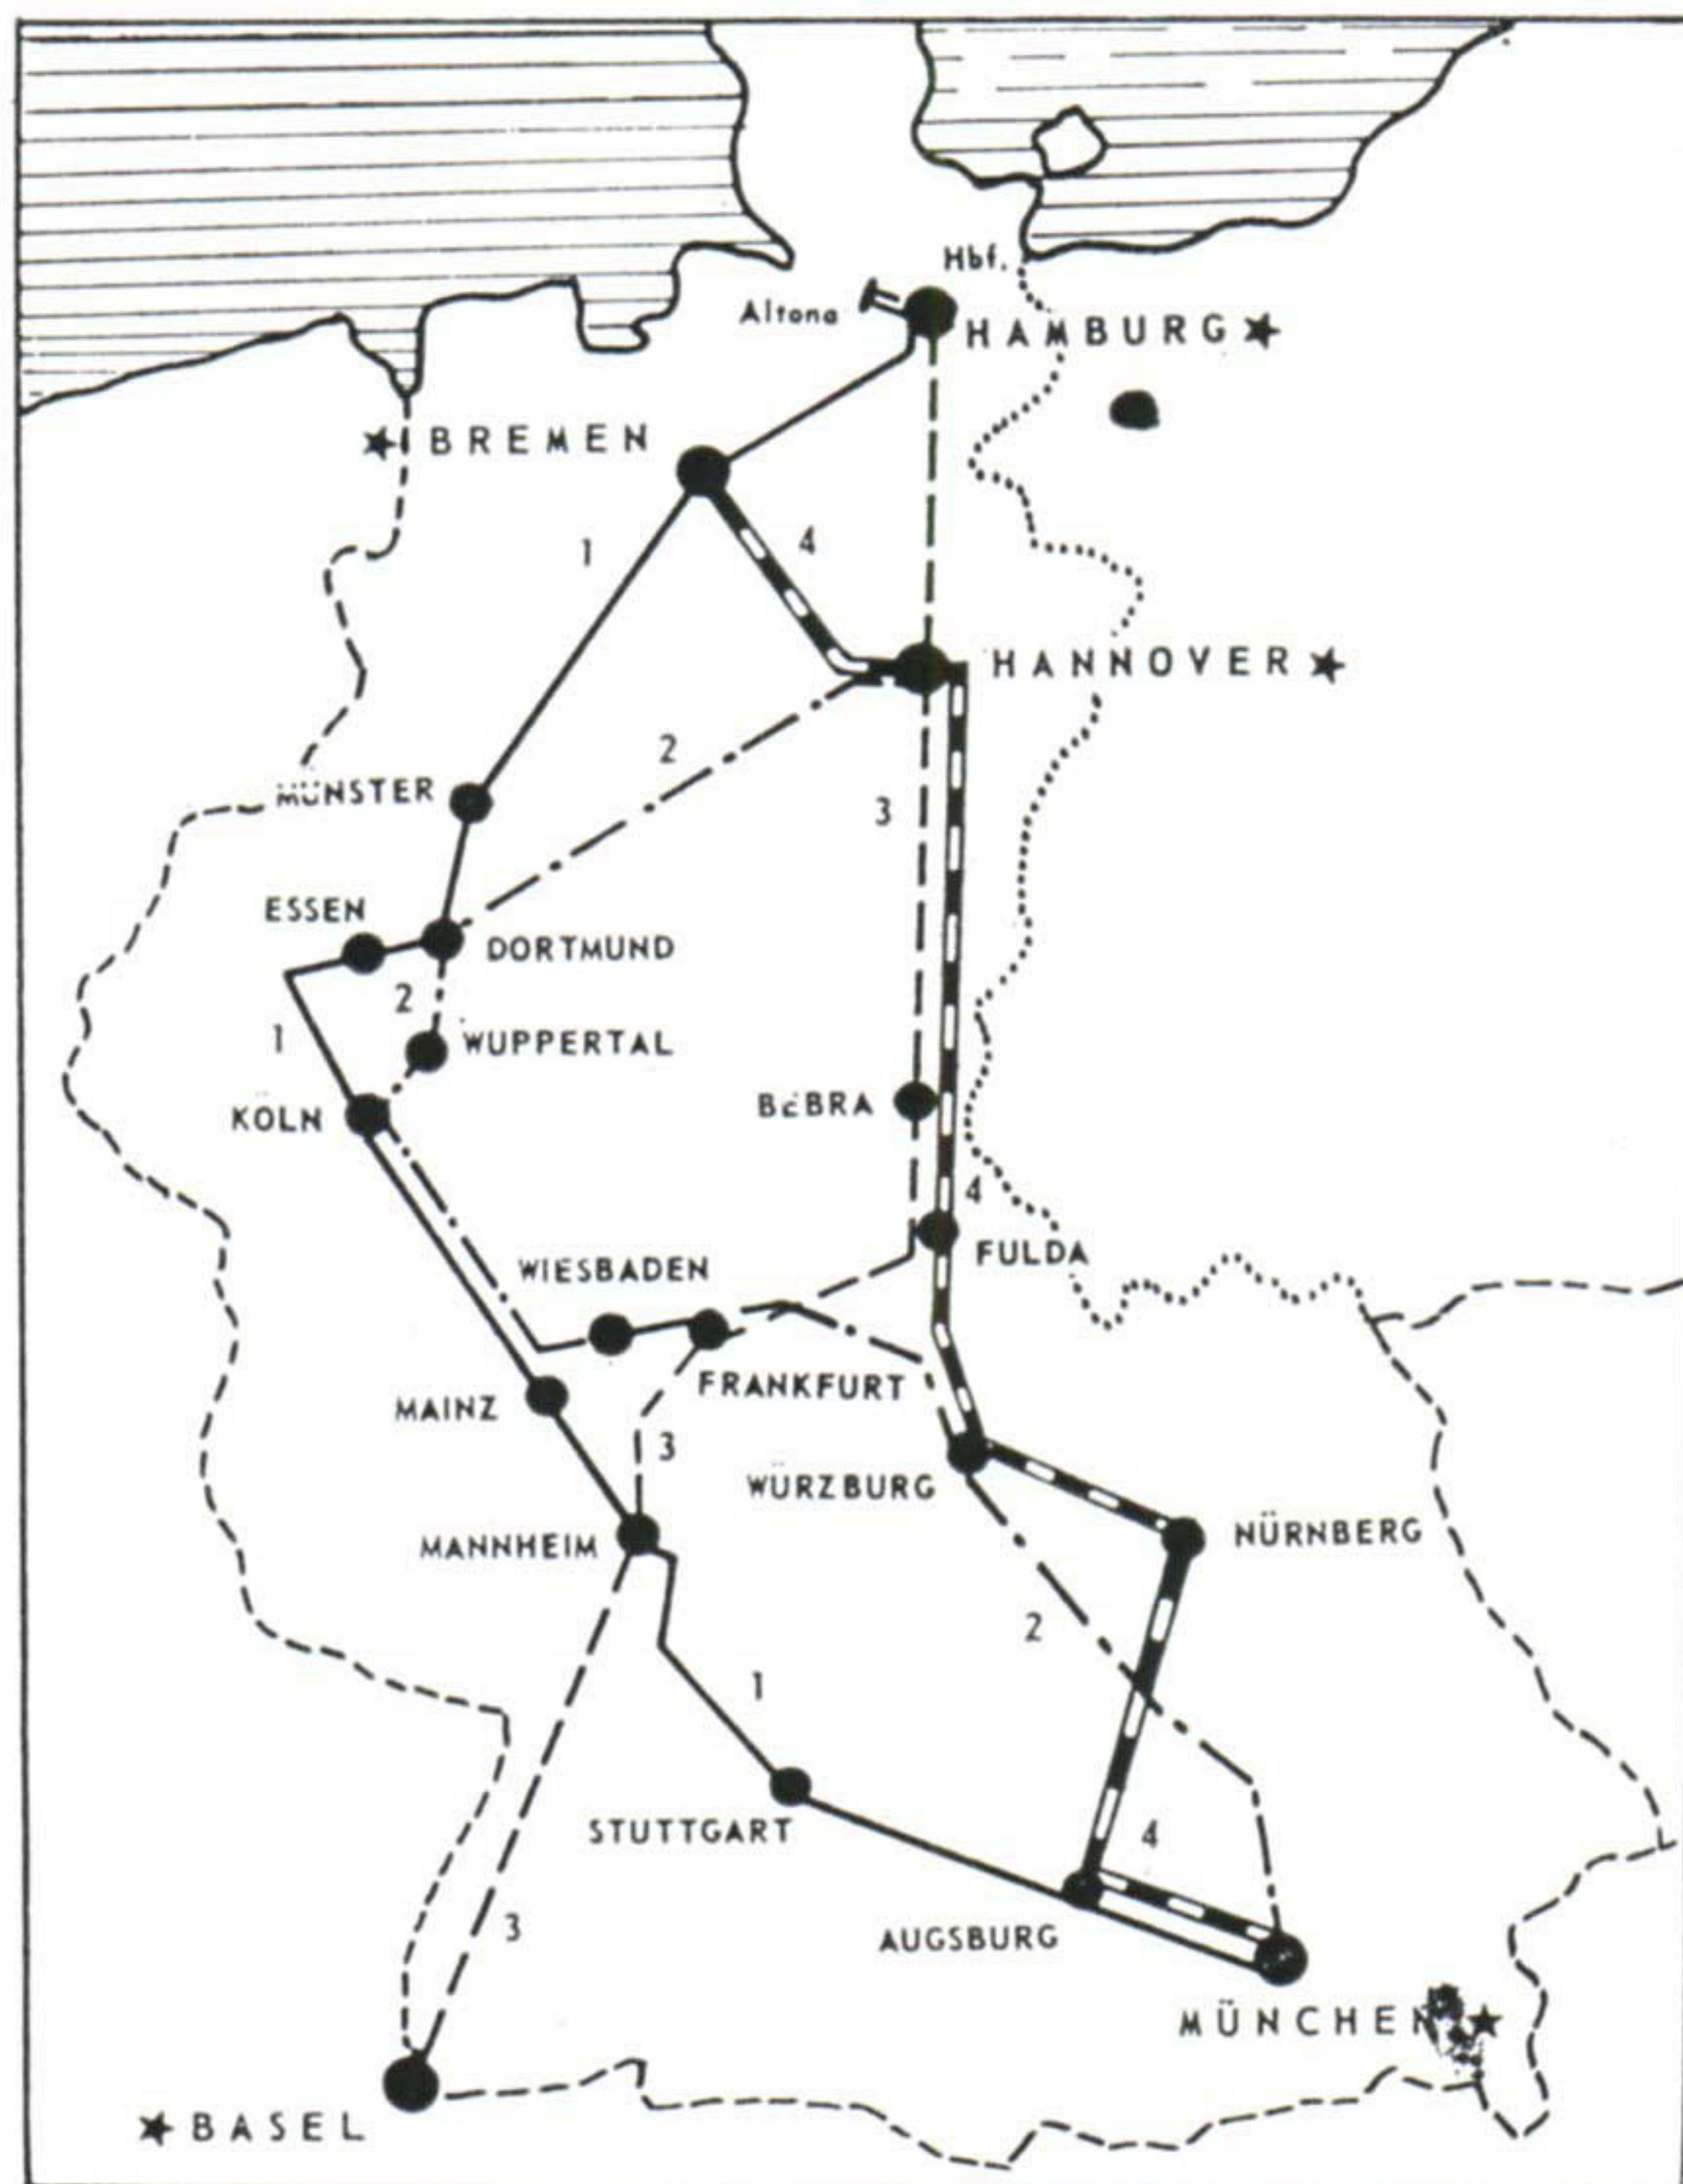 Hbf.
Altona
HAMBURG
BREMEN
1
4
HANNOVER
2
MÜNSTER
3
ESSEN
DORTMUND
2
1
WUPPERTAL
KÖLN
BEBRA
4
FULDA
WIESBADEN
FRANKFURT
MAINZ
3
WÜRZBURG
MANNHEIM
NÜRNBERG
2
1
STUTTGART
4
3
AUGSBURG
MÜNCHEN
BASEL